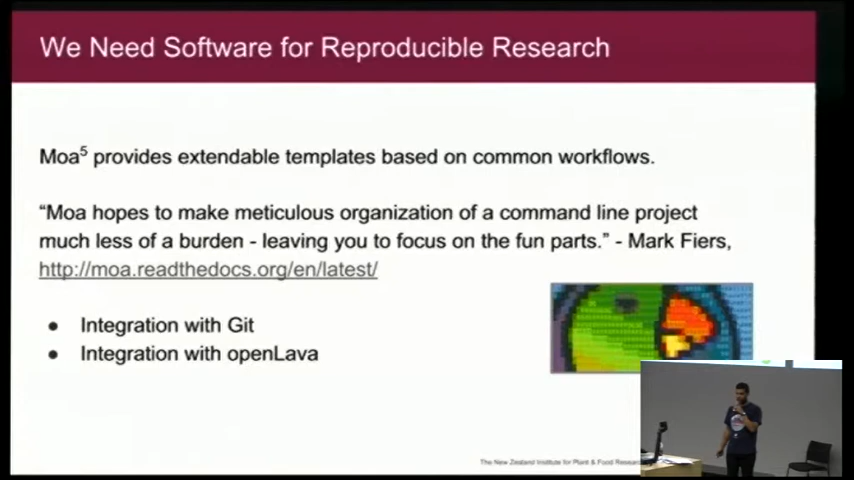 We Need Software for Reproducible Research
Moa⁵ provides extendable templates based on common workflows.
“Moa hopes to make meticulous organization of a command line project
much less of a burden - leaving you to focus on the fun parts.” - Mark Fiers,
http://moa.readthedocs.org/en/latest/
● Integration with Git
● Integration with openLava
The New Zealand Institute for Plant & Food Research